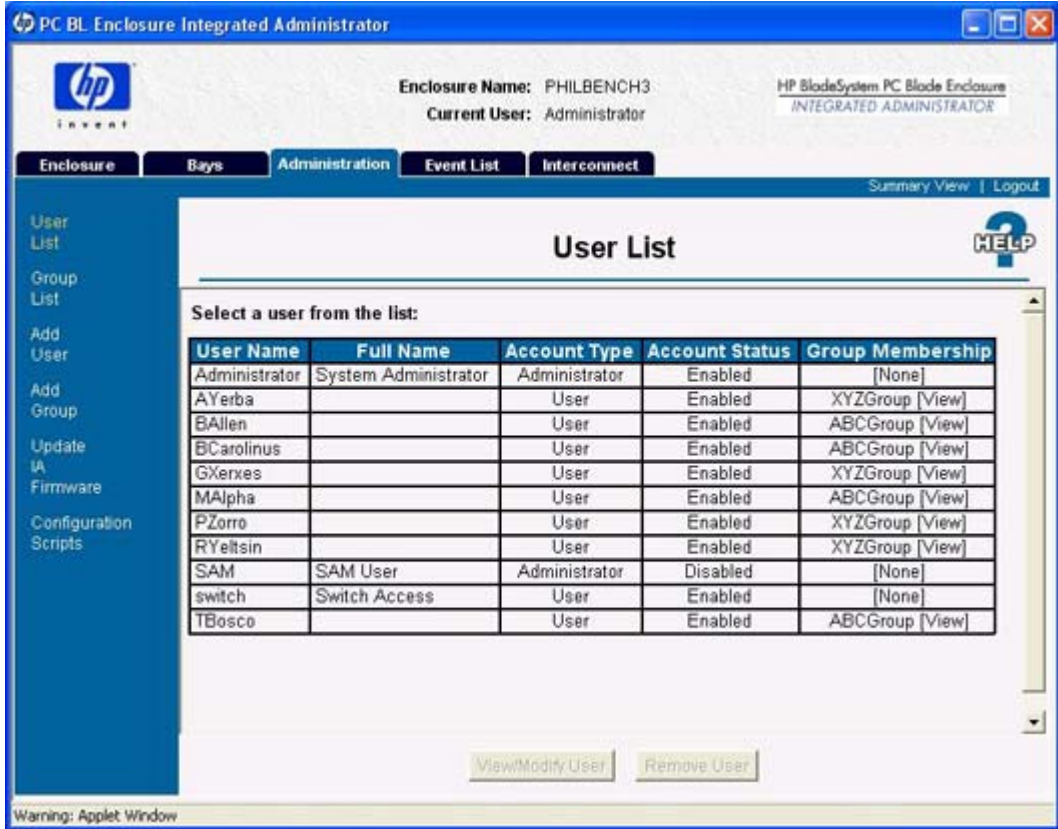 PC BL Enclosure Integrated Administrator
hp
invent
Enclosure Name: PHILBENCH3
Current User: Administrator
HP BladeSystem PC Blade Enclosure
INTEGRATED ADMINISTRATOR
Enclosure Bays Administration Event List Interconnect
Summary View | Logout
User
List
Group
List
Add
User
Add
Group
Update
IA
Firmware
Configuration
Scripts
User List
HELP
Select a user from the list:
User Name Full Name Account Type Account Status Group Membership
Administrator System Administrator Administrator Enabled [None]
AYerba User Enabled XYZGroup [View]
BAllen User Enabled ABCGroup [View]
BCarolinus User Enabled ABCGroup [View]
GXerxes User Enabled XYZGroup [View]
MAlpha User Enabled ABCGroup [View]
PZorro User Enabled XYZGroup [View]
RYeltsin User Enabled XYZGroup [View]
SAM SAM User Administrator Disabled [None]
switch Switch Access User Enabled [None]
TBosco User Enabled ABCGroup [View]
View/Modify User Remove User
Warning: Applet Window